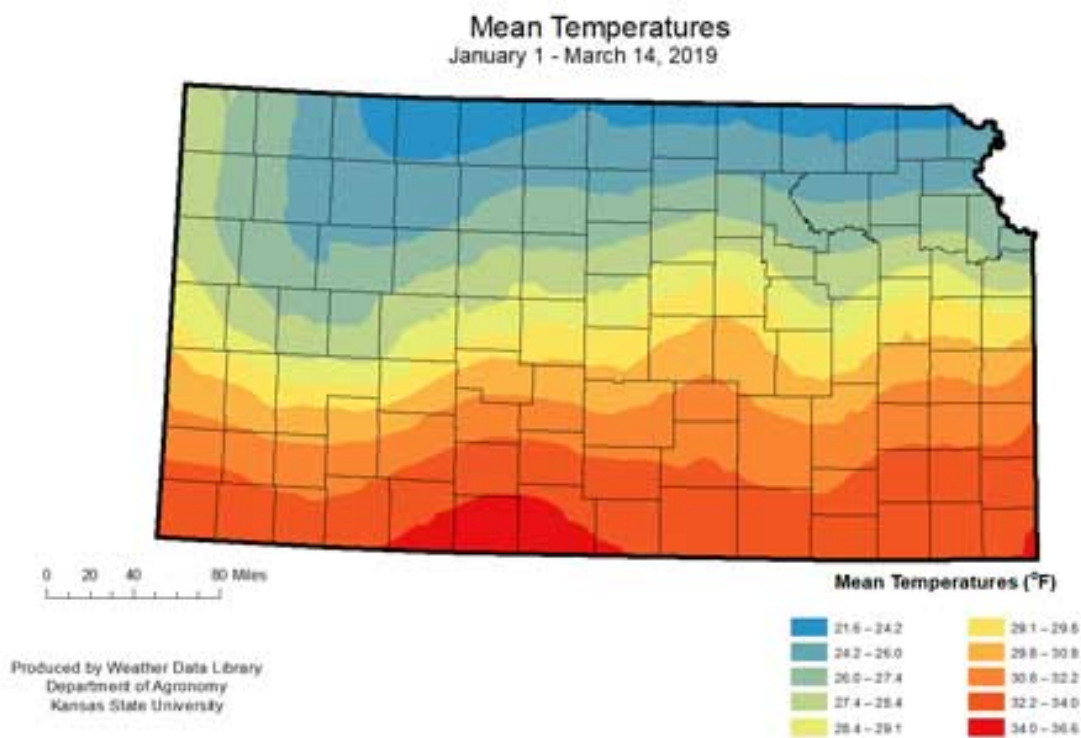 Mean Temperatures
January 1 - March 14, 2019
0 20 40 80 Miles
Produced by Weather Data Library
Department of Agronomy
Kansas State University
Mean Temperatures (°F)
21.6 – 24.2
24.2 – 26.0
26.0 – 27.4
27.4 – 28.4
28.4 – 29.1
29.1 – 29.8
29.8 – 30.8
30.8 – 32.2
32.2 – 34.0
34.0 – 36.6